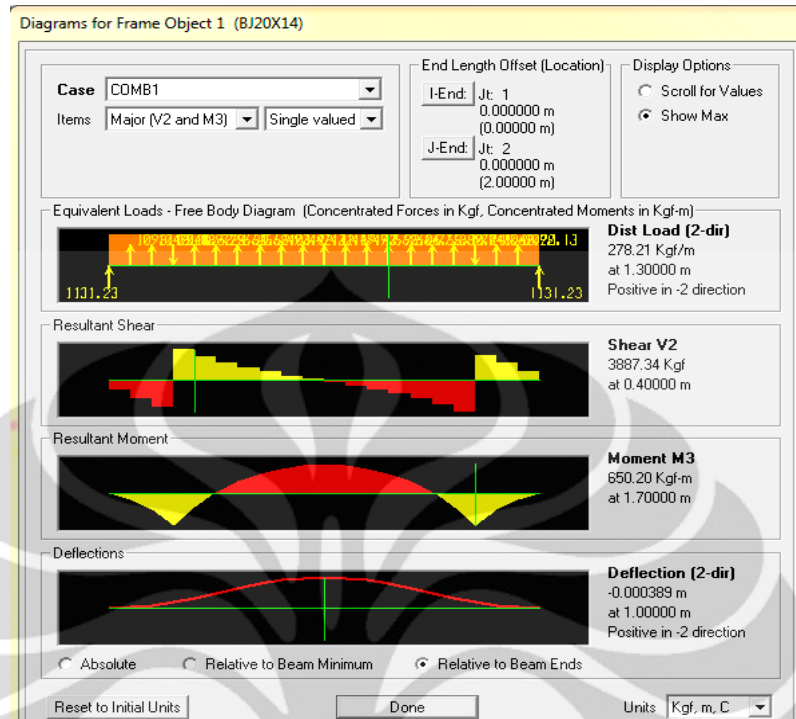 Diagrams for Frame Object 1 (BJ20X14)
Case COMB1
Items Major (V2 and M3) Single valued
End Length Offset (Location)
I-End: Jt: 1
0.000000 m
(0.00000 m)
J-End: Jt: 2
0.000000 m
(2.00000 m)
Display Options
Scroll for Values
Show Max
Equivalent Loads - Free Body Diagram (Concentrated Forces in Kgf, Concentrated Moments in Kgf-m)
1131.23 1131.23
Dist Load (2-dir)
278.21 Kgf/m
at 1.30000 m
Positive in -2 direction
Resultant Shear
Shear V2
3887.34 Kgf
at 0.40000 m
Resultant Moment
Moment M3
650.20 Kgf-m
at 1.70000 m
Deflections
Deflection (2-dir)
-0.000389 m
at 1.00000 m
Positive in -2 direction
Absolute Relative to Beam Minimum Relative to Beam Ends
Reset to Initial Units Done Units Kgf, m, C